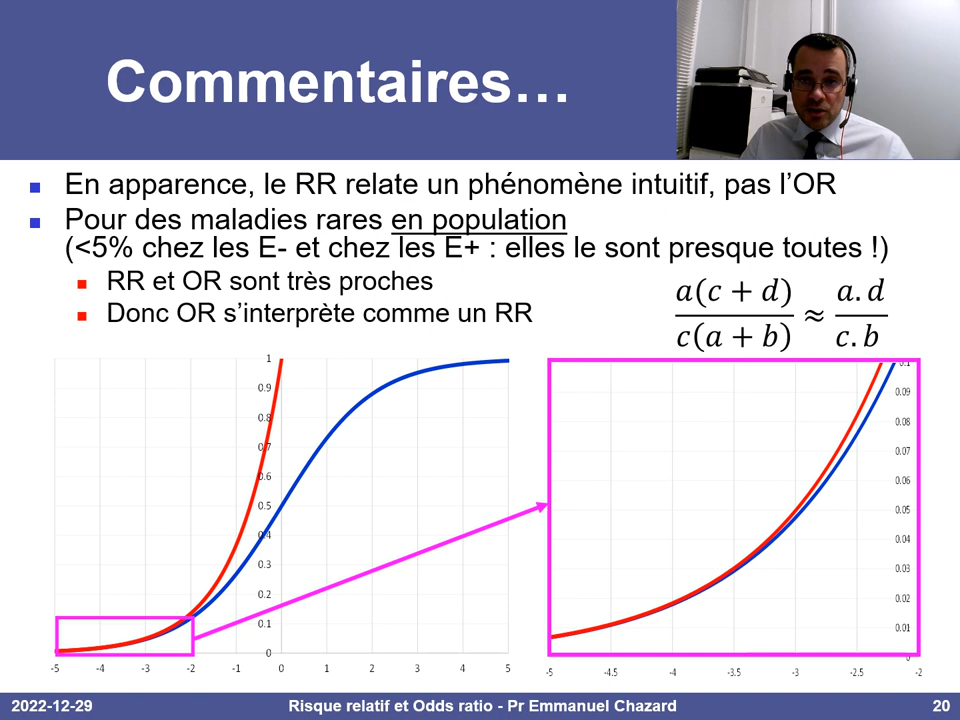 Commentaires…
En apparence, le RR relate un phénomène intuitif, pas l’OR
Pour des maladies rares en population
(<5% chez les E- et chez les E+ : elles le sont presque toutes !)
RR et OR sont très proches
Donc OR s’interprète comme un RR
a(c + d) / c(a + b) ≈ a.d / c.b
1
0.9
0.8
0.7
0.6
0.5
0.4
0.3
0.2
0.1
0
-5 -4 -3 -2 -1 0 1 2 3 4 5
0.1
0.09
0.08
0.07
0.06
0.05
0.04
0.03
0.02
0.01
0
-5 -4.5 -4 -3.5 -3 -2.5 -2
2022-12-29 Risque relatif et Odds ratio - Pr Emmanuel Chazard 20